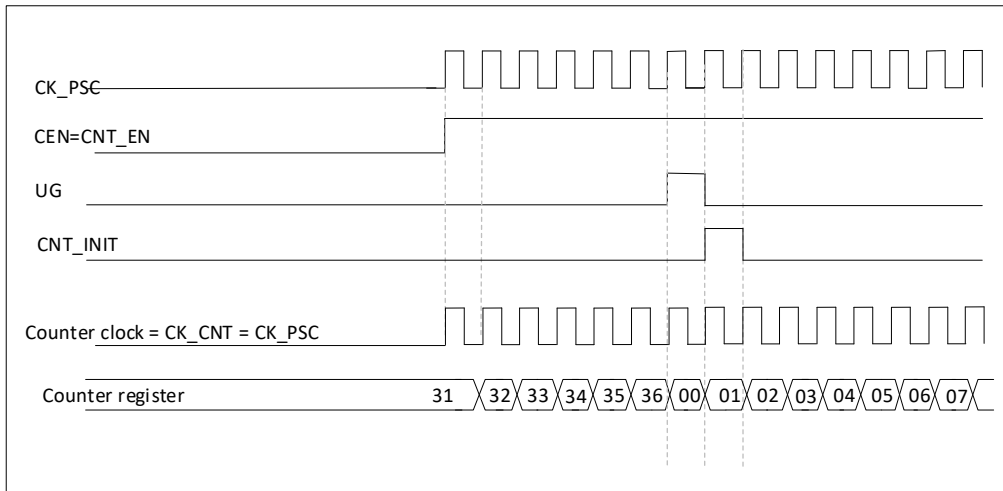 CK_PSC
CEN=CNT_EN
UG
CNT_INIT
Counter clock = CK_CNT = CK_PSC
Counter register 31 32 33 34 35 36 00 01 02 03 04 05 06 07